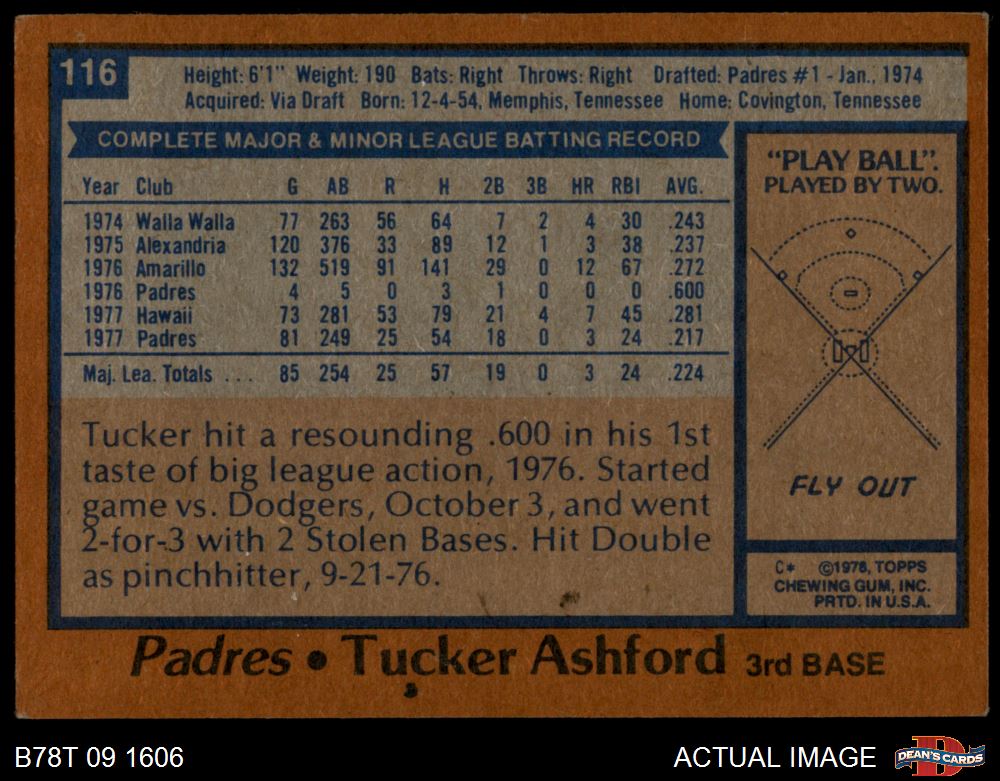 116
Height: 6'1" Weight: 190 Bats: Right Throws: Right Drafted: Padres #1 - Jan., 1974
Acquired: Via Draft Born: 12-4-54, Memphis, Tennessee Home: Covington, Tennessee
COMPLETE MAJOR & MINOR LEAGUE BATTING RECORD
Year Club G AB R H 2B 3B HR RBI AVG.
1974 Walla Walla 77 263 56 64 7 2 4 30 .243
1975 Alexandria 120 376 33 89 12 1 3 38 .237
1976 Amarillo 132 519 91 141 29 0 12 67 .272
1976 Padres 4 5 0 3 1 0 0 0 .600
1977 Hawaii 73 281 53 79 21 4 7 45 .281
1977 Padres 81 249 25 54 18 0 3 24 .217
Maj. Lea. Totals ... 85 254 25 57 19 0 3 24 .224
Tucker hit a resounding .600 in his 1st
taste of big league action, 1976. Started
game vs. Dodgers, October 3, and went
2-for-3 with 2 Stolen Bases. Hit Double
as pinchhitter, 9-21-76.
"PLAY BALL".
PLAYED BY TWO.
FLY OUT
C* ©1978, TOPPS
CHEWING GUM, INC.
PRTD. IN U.S.A.
Padres • Tucker Ashford 3rd BASE
B78T 09 1606
ACTUAL IMAGE
D
DEAN'S CARDS